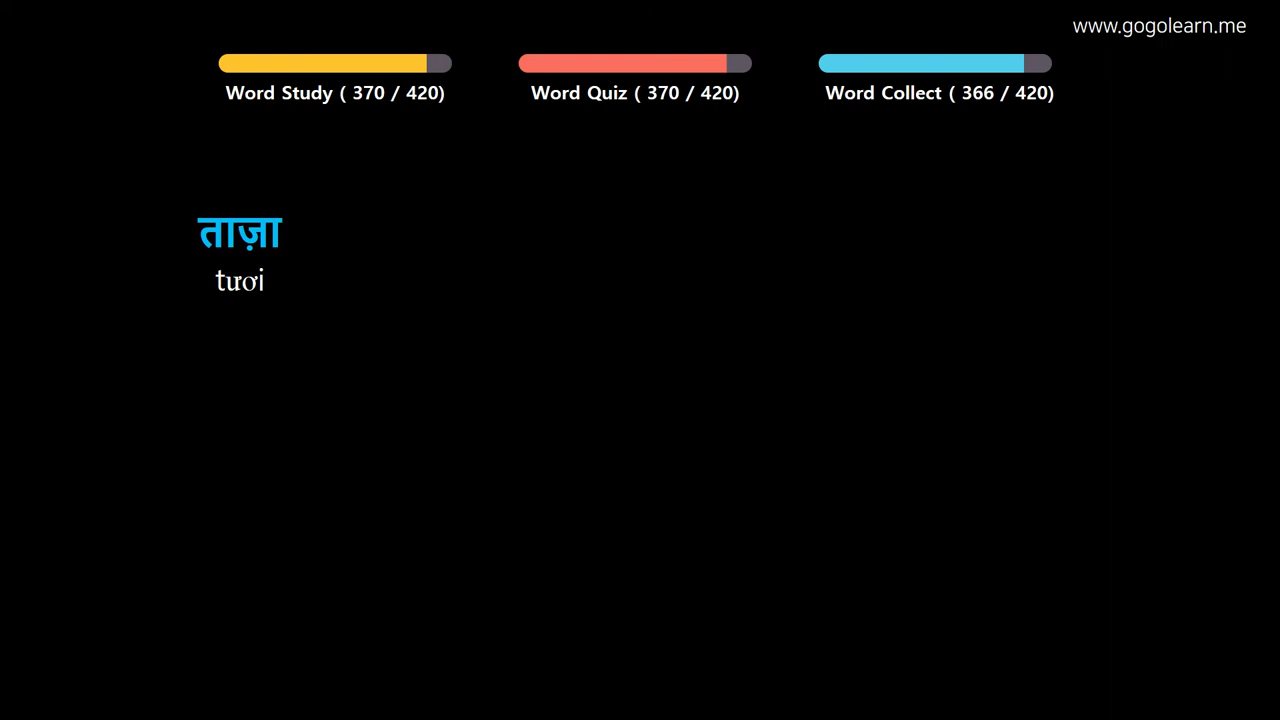 www.gogolearn.me
Word Study ( 370 / 420)
Word Quiz ( 370 / 420)
Word Collect ( 366 / 420)
ताज़ा
tươi